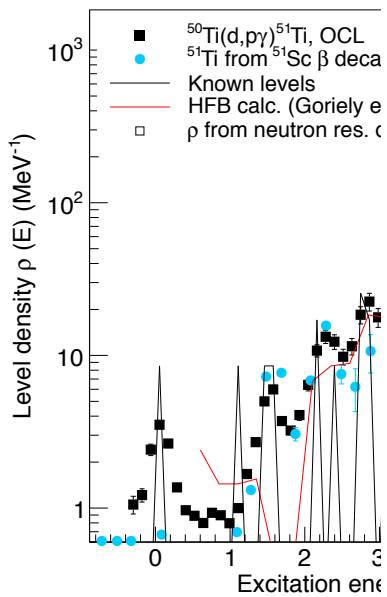 10³
⁵⁰Ti(d,pγ)⁵¹Ti, OCL
⁵¹Ti from ⁵¹Sc β deca
Known levels
HFB calc. (Goriely e
ρ from neutron res. 
10²
10
1
Level density ρ (E) (MeV⁻¹)
0 1 2 3
Excitation ene